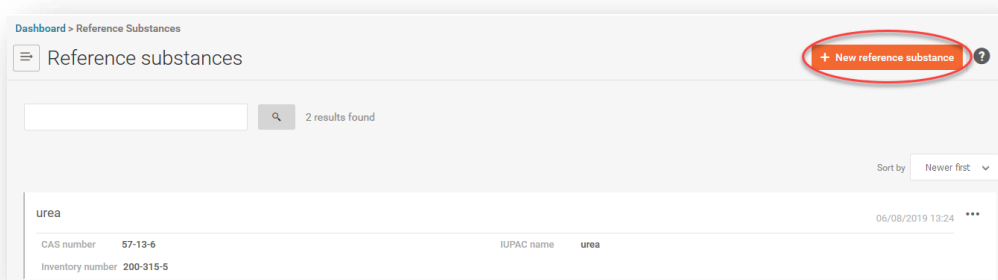 Dashboard > Reference Substances
Reference substances
+ New reference substance
?
2 results found
Sort by Newer first
urea
06/08/2019 13:24
CAS number 57-13-6 IUPAC name urea
Inventory number 200-315-5